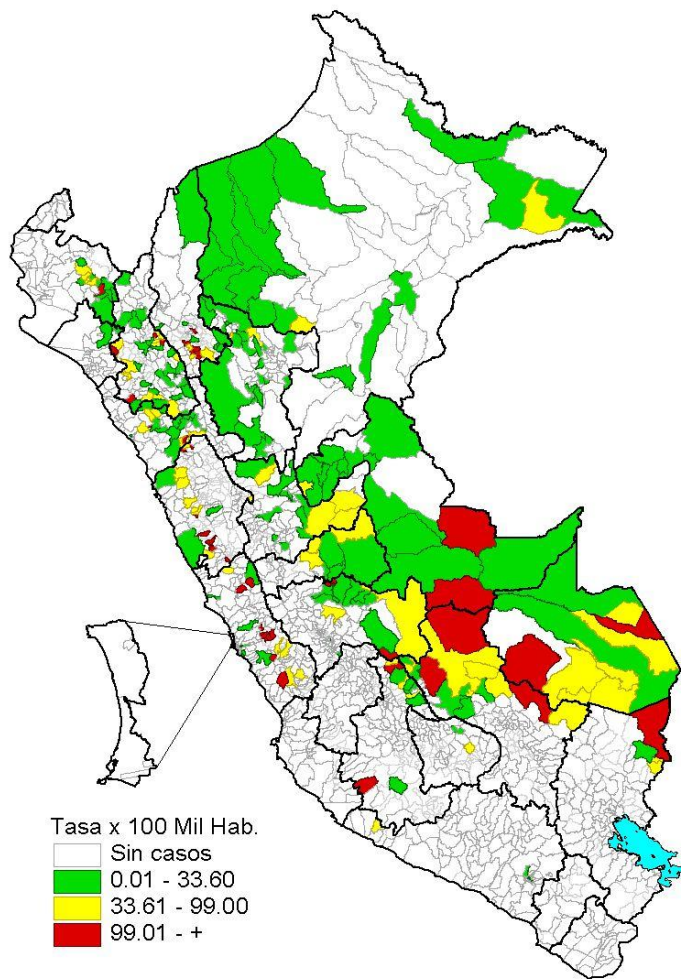 Tasa x 100 Mil Hab.
Sin casos
0.01 - 33.60
33.61 - 99.00
99.01 - +